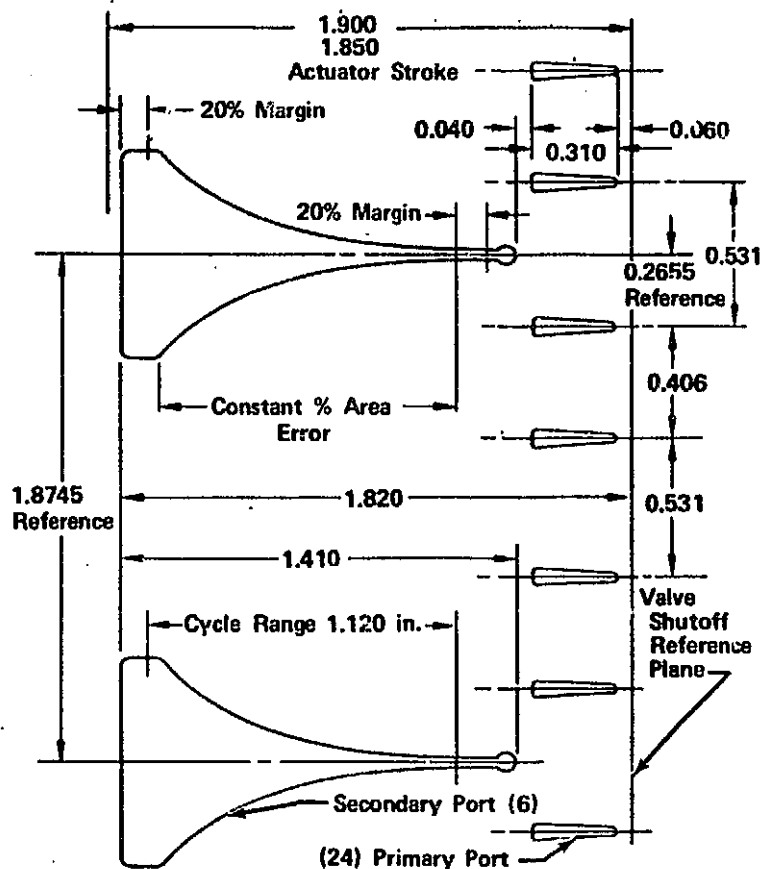 1.900
1.850
Actuator Stroke
20% Margin
0.040
0.060
0.310
20% Margin
0.531
0.2655
Reference
Constant % Area
Error
0.406
1.8745
Reference
1.820
0.531
1.410
Valve
Shutoff
Reference
Plane
Cycle Range 1.120 in.
Secondary Port (6)
(24) Primary Port